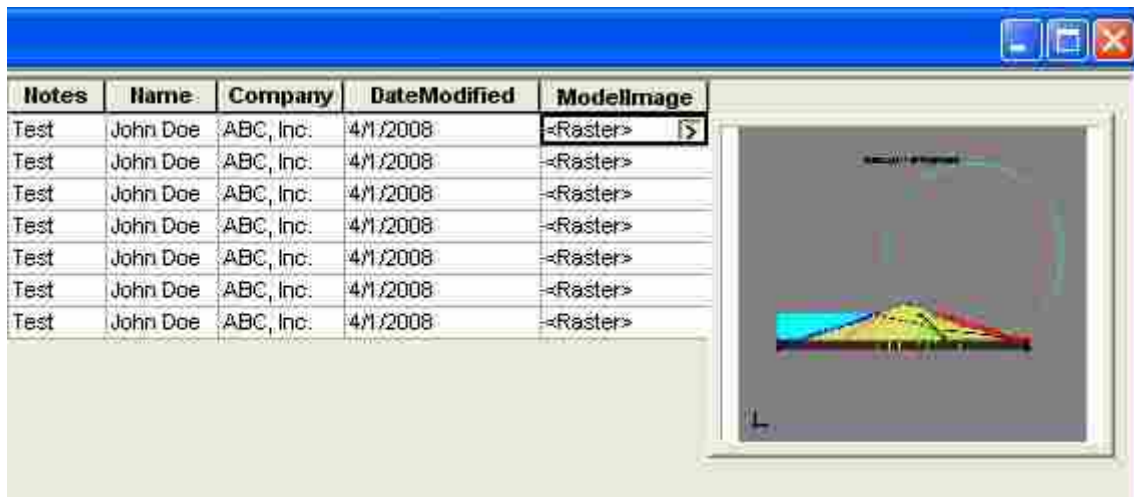 Notes Name Company DateModified ModelImage
Test John Doe ABC, Inc. 4/1/2008 <Raster>
Test John Doe ABC, Inc. 4/1/2008 <Raster>
Test John Doe ABC, Inc. 4/1/2008 <Raster>
Test John Doe ABC, Inc. 4/1/2008 <Raster>
Test John Doe ABC, Inc. 4/1/2008 <Raster>
Test John Doe ABC, Inc. 4/1/2008 <Raster>
Test John Doe ABC, Inc. 4/1/2008 <Raster>